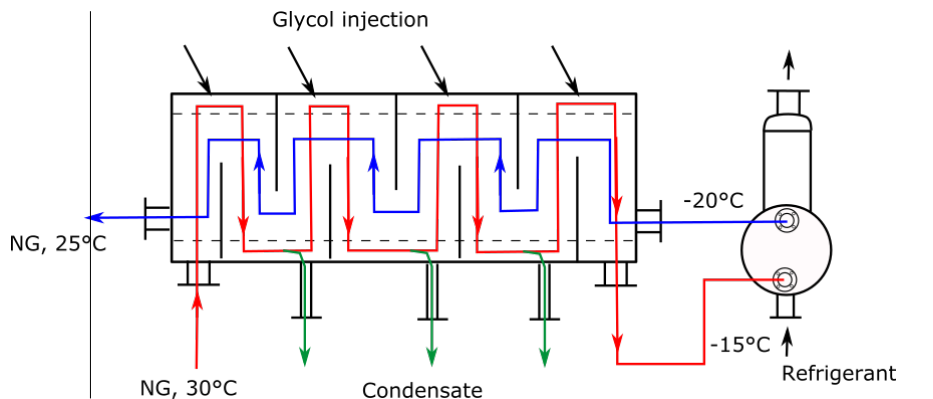 Glycol injection
-20°C
NG, 25°C
-15°C
Refrigerant
NG, 30°C
Condensate